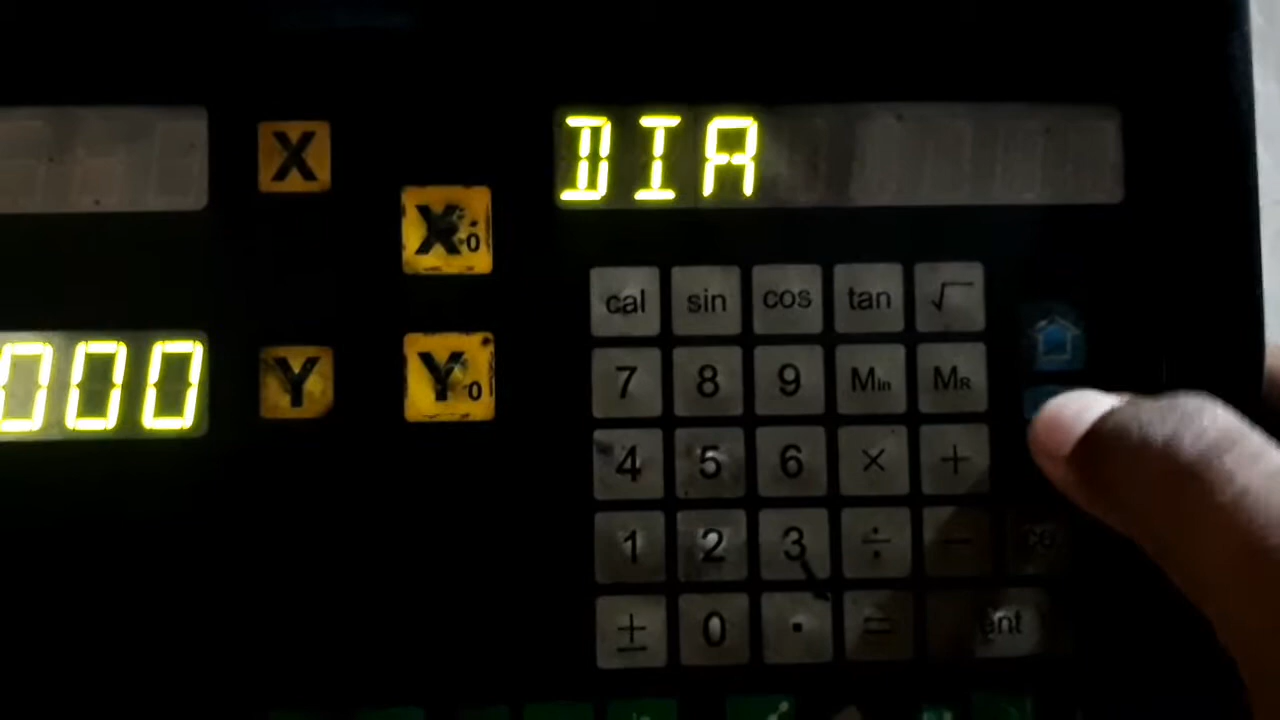 X DIA
X0
cal sin cos tan √
000 Y Y0 7 8 9 Min MR
4 5 6 × +
1 2 3 ÷ − ce
± 0 . = ent